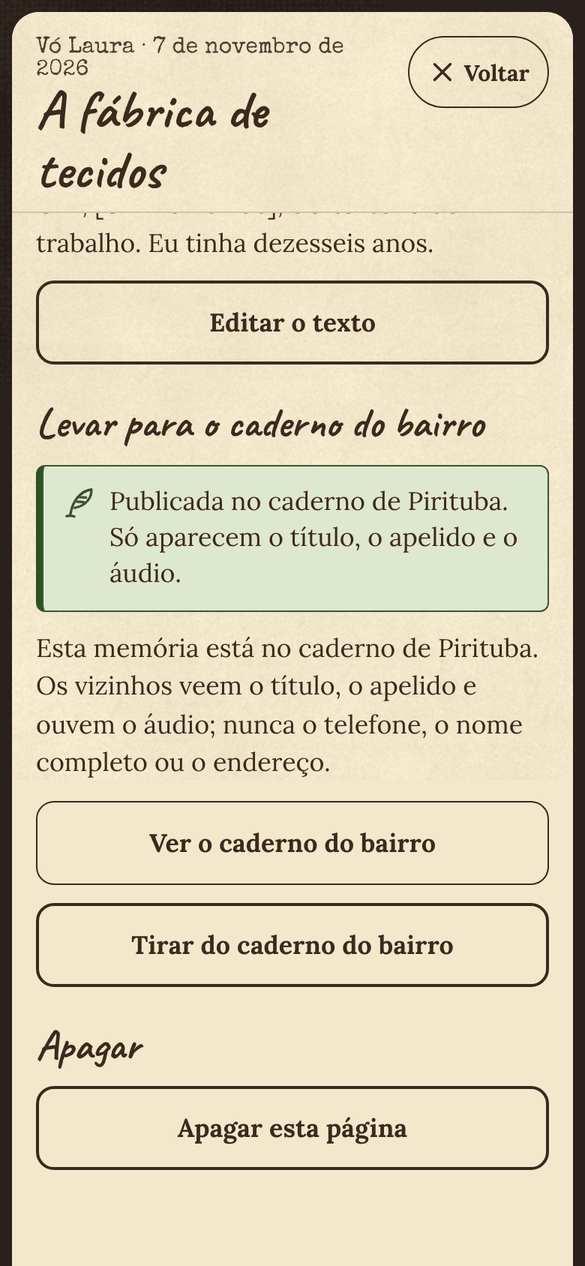 Vó Laura · 7 de novembro de
2026
Voltar
A fábrica de
tecidos
trabalho. Eu tinha dezesseis anos.
Editar o texto
Levar para o caderno do bairro
Publicada no caderno de Pirituba.
Só aparecem o título, o apelido e o
áudio.
Esta memória está no caderno de Pirituba.
Os vizinhos veem o título, o apelido e
ouvem o áudio; nunca o telefone, o nome
completo ou o endereço.
Ver o caderno do bairro
Tirar do caderno do bairro
Apagar
Apagar esta página